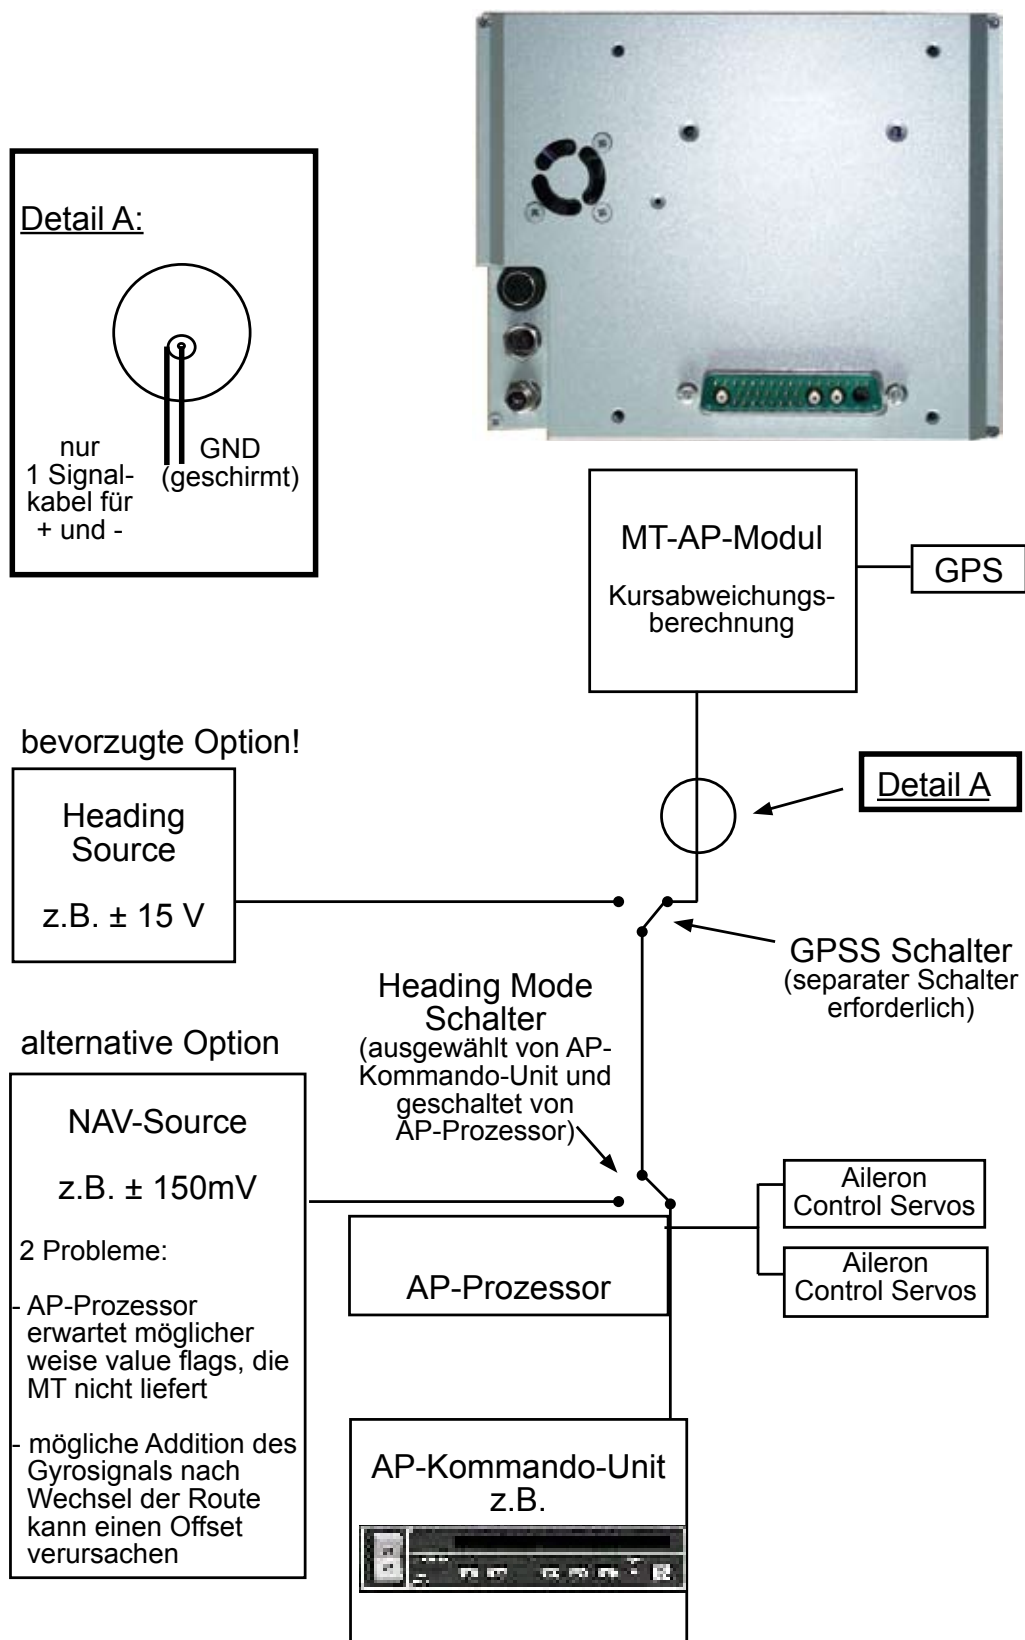 Detail A:
nur
1 Signal-
kabel für
+ und -
GND
(geschirmt)
MT-AP-Modul
Kursabweichungs-
berechnung
GPS
bevorzugte Option!
Heading
Source
z.B. ± 15 V
Detail A
GPSS Schalter
(separater Schalter
erforderlich)
Heading Mode
Schalter
(ausgewählt von AP-
Kommando-Unit und
geschaltet von
AP-Prozessor)
alternative Option
NAV-Source
z.B. ± 150mV
2 Probleme:
- AP-Prozessor
erwartet möglicher
weise value flags, die
MT nicht liefert
- mögliche Addition des
Gyrosignals nach
Wechsel der Route
kann einen Offset
verursachen
Aileron
Control Servos
Aileron
Control Servos
AP-Prozessor
AP-Kommando-Unit
z.B.